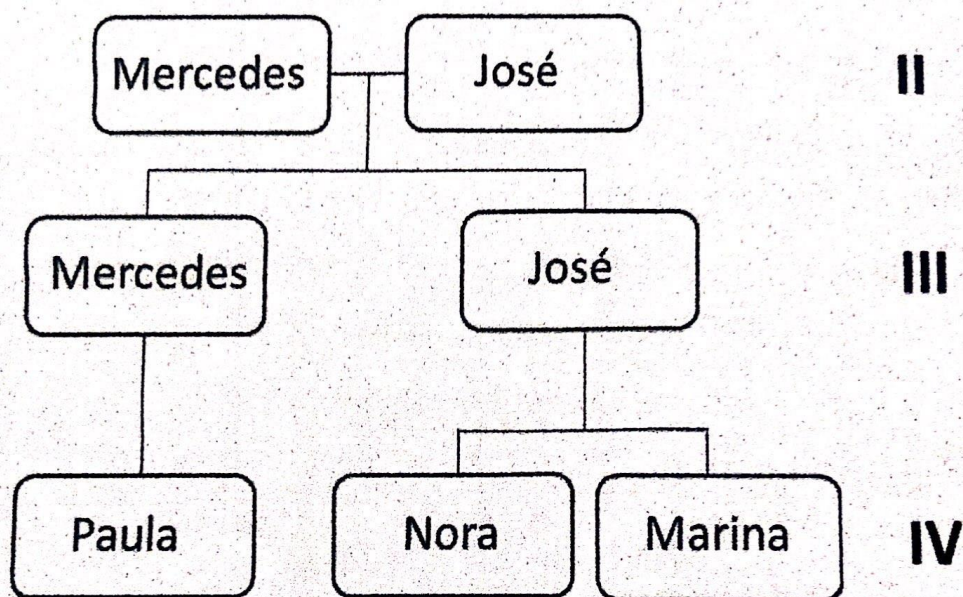 Mercedes José II
Mercedes José III
Paula Nora Marina IV